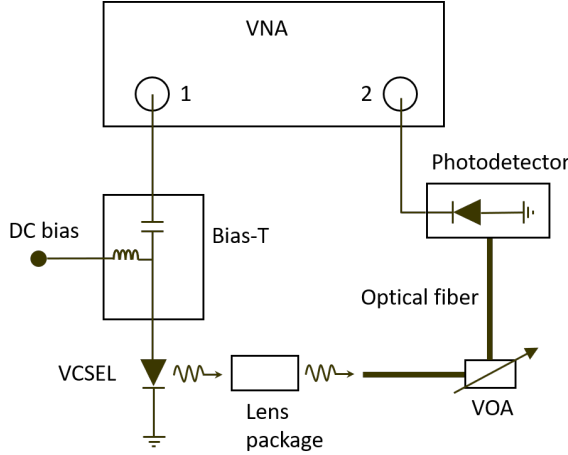 VNA
1
2
Photodetector
DC bias
Bias-T
Optical fiber
VCSEL
Lens
package
VOA